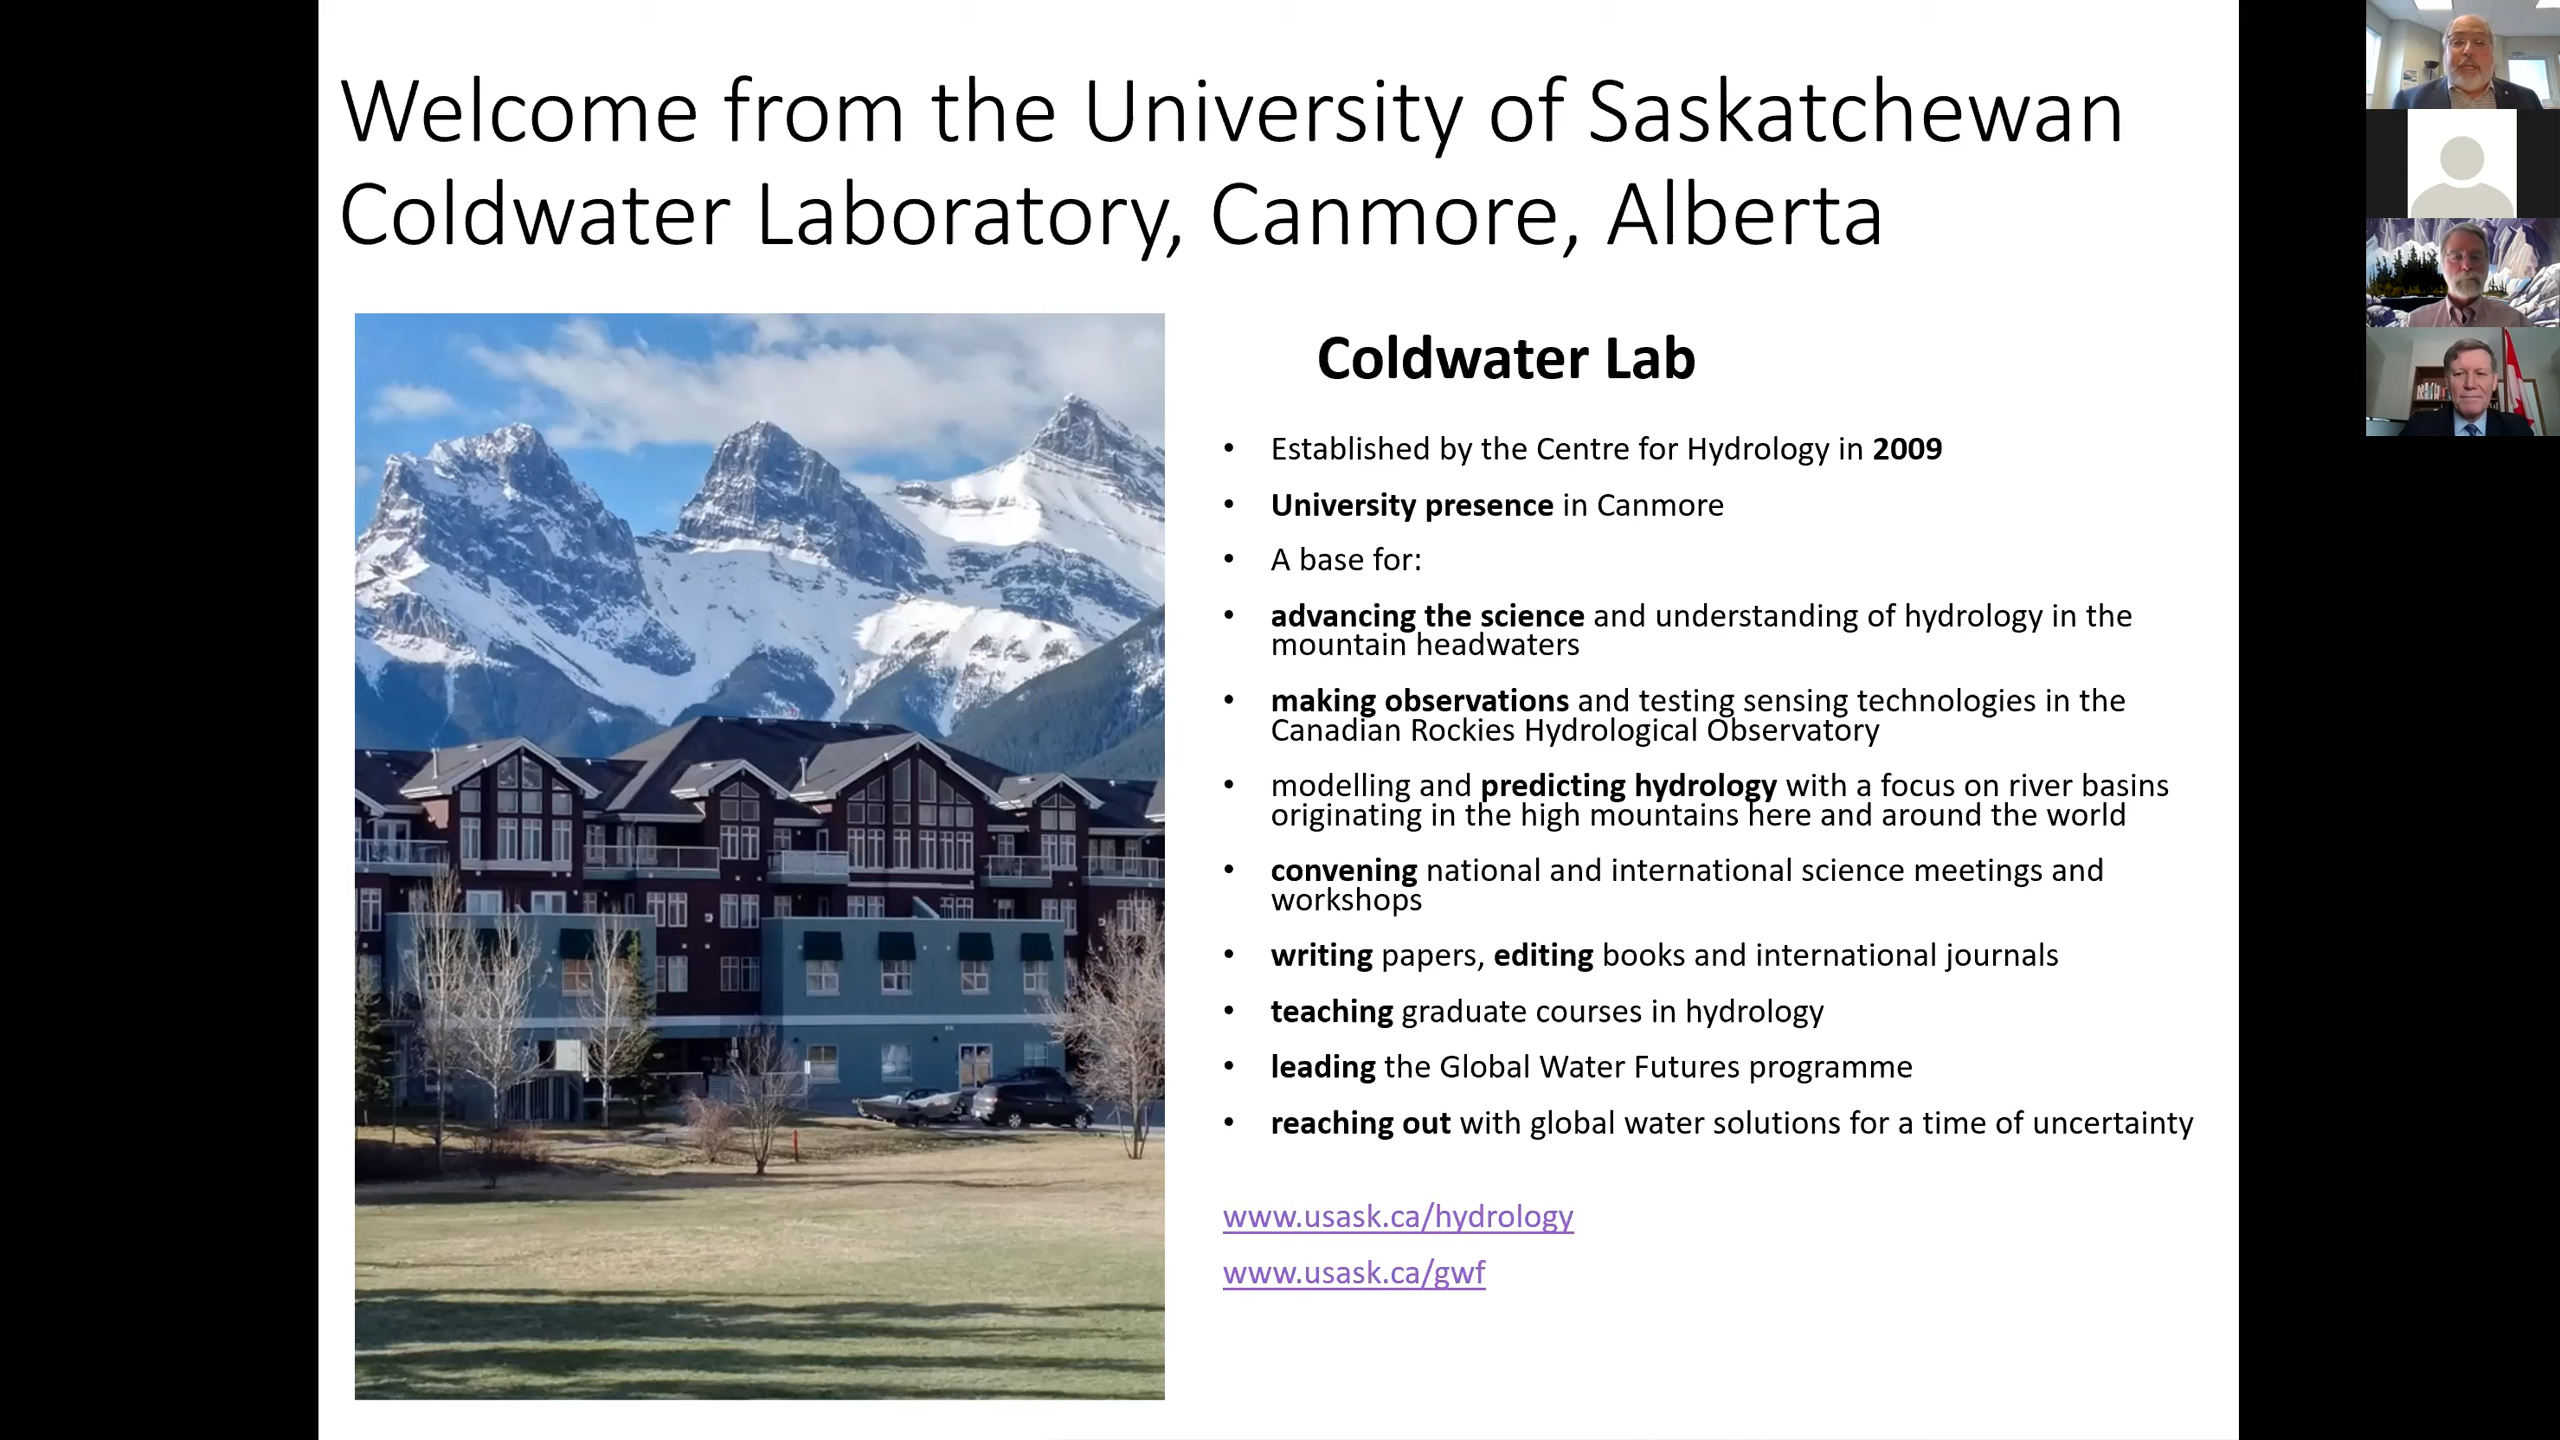 Welcome from the University of Saskatchewan
Coldwater Laboratory, Canmore, Alberta
Coldwater Lab
• Established by the Centre for Hydrology in 2009
• University presence in Canmore
• A base for:
• advancing the science and understanding of hydrology in the
mountain headwaters
• making observations and testing sensing technologies in the
Canadian Rockies Hydrological Observatory
• modelling and predicting hydrology with a focus on river basins
originating in the high mountains here and around the world
• convening national and international science meetings and
workshops
• writing papers, editing books and international journals
• teaching graduate courses in hydrology
• leading the Global Water Futures programme
• reaching out with global water solutions for a time of uncertainty
www.usask.ca/hydrology
www.usask.ca/gwf